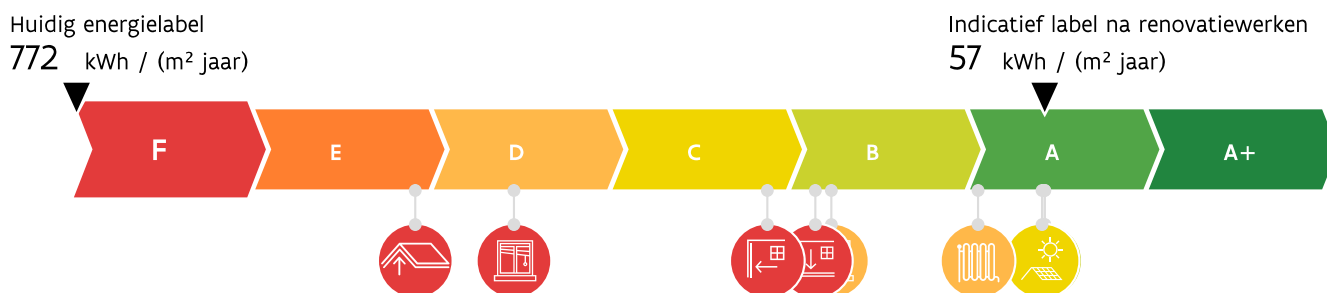 Huidig energielabel
772 kWh / (m² jaar)
Indicatief label na renovatiewerken
57 kWh / (m² jaar)
F E D C B A A+